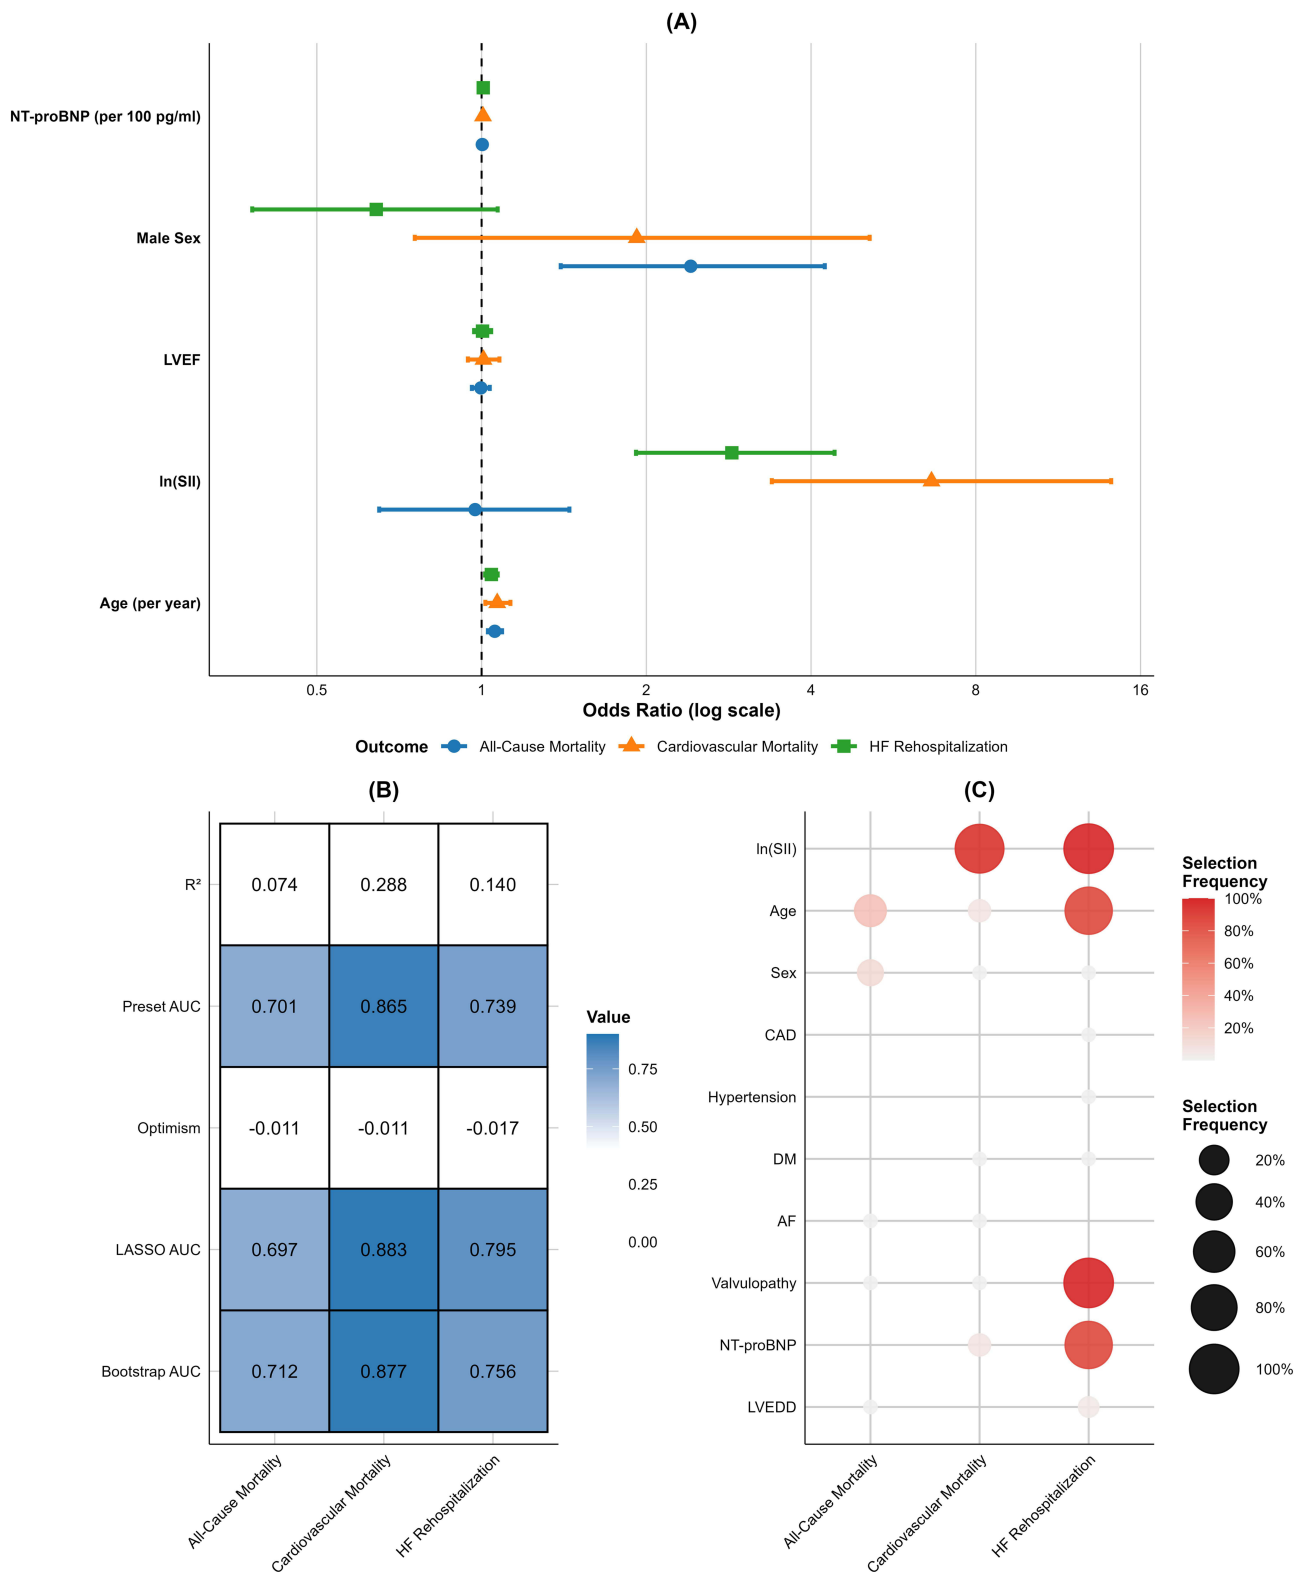 (A)
NT-proBNP (per 100 pg/ml)
Male Sex
LVEF
ln(SII)
Age (per year)
0.5 1 2 4 8 16
Odds Ratio (log scale)
Outcome All-Cause Mortality Cardiovascular Mortality HF Rehospitalization
(B)
R² 0.074 0.288 0.140
Preset AUC 0.701 0.865 0.739
Optimism -0.011 -0.011 -0.017
LASSO AUC 0.697 0.883 0.795
Bootstrap AUC 0.712 0.877 0.756
All-Cause Mortality
Cardiovascular Mortality
HF Rehospitalization
Value
0.75
0.50
0.25
0.00
(C)
ln(SII)
Age
Sex
CAD
Hypertension
DM
AF
Valvulopathy
NT-proBNP
LVEDD
All-Cause Mortality
Cardiovascular Mortality
HF Rehospitalization
Selection
Frequency
100%
80%
60%
40%
20%
Selection
Frequency
20%
40%
60%
80%
100%